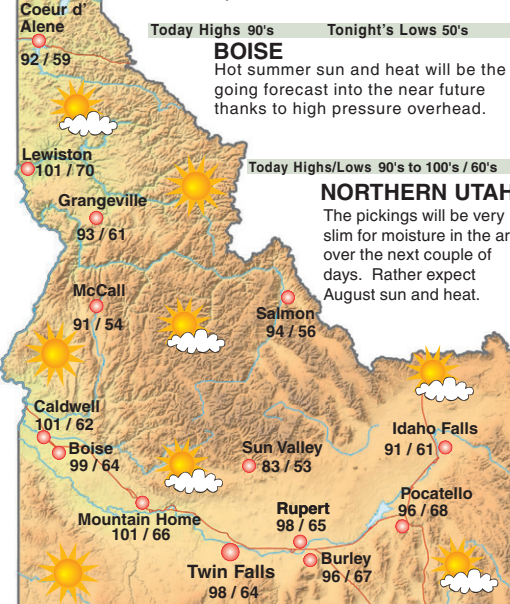 Coeur d'
Alene
92 / 59
Today Highs 90's Tonight's Lows 50's
BOISE
Hot summer sun and heat will be the
going forecast into the near future
thanks to high pressure overhead.
Lewiston
101 / 70
Today Highs/Lows 90's to 100's / 60's
NORTHERN UTAH
The pickings will be very
slim for moisture in the ar
over the next couple of
days. Rather expect
August sun and heat.
Grangeville
93 / 61
McCall
91 / 54
Salmon
94 / 56
Caldwell
101 / 62
Boise
99 / 64
Sun Valley
83 / 53
Idaho Falls
91 / 61
Pocatello
96 / 68
Mountain Home
101 / 66
Rupert
98 / 65
Twin Falls
98 / 64
Burley
96 / 67